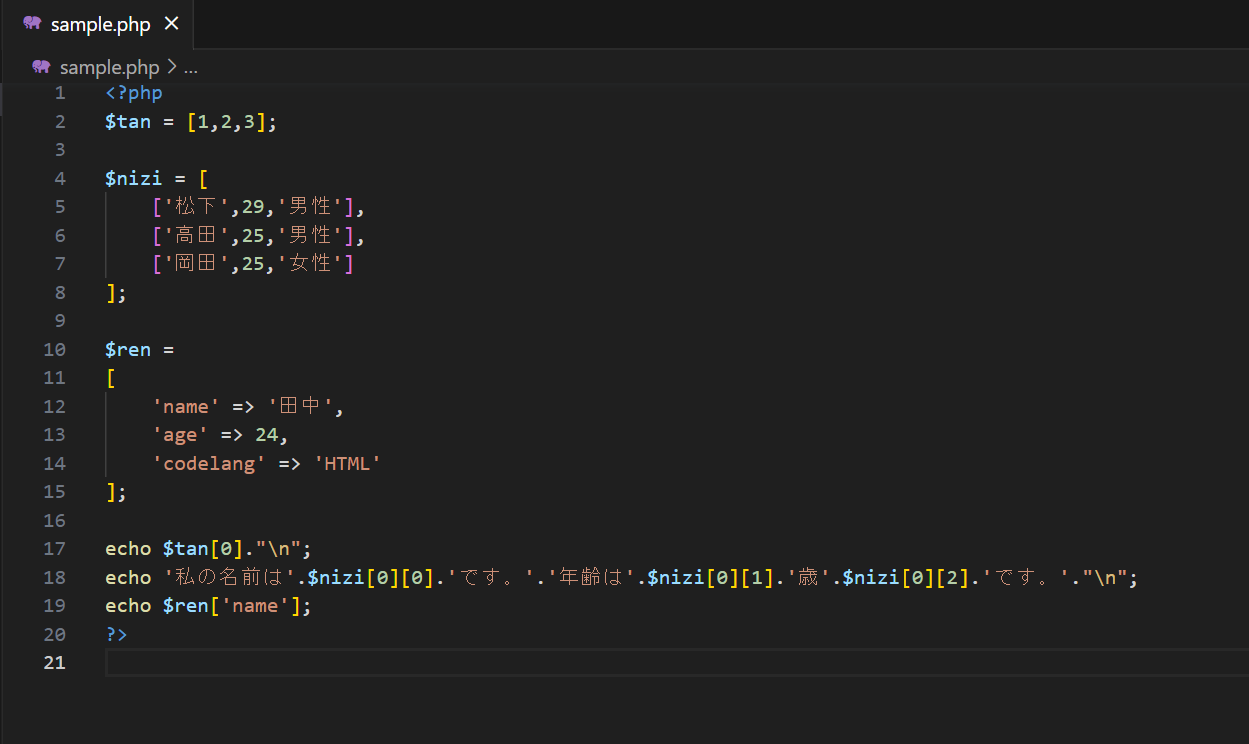 sample.php
sample.php > ...
1 <?php
2 $tan = [1,2,3];
3
4 $nizi = [
5     ['松下',29,'男性'],
6     ['高田',25,'男性'],
7     ['岡田',25,'女性']
8 ];
9
10 $ren =
11 [
12     'name' => '田中',
13     'age' => 24,
14     'codelang' => 'HTML'
15 ];
16
17 echo $tan[0]."\n";
18 echo '私の名前は'.$nizi[0][0].'です。'.'年齢は'.$nizi[0][1].'歳'.$nizi[0][2].'です。'."\n";
19 echo $ren['name'];
20 ?>
21